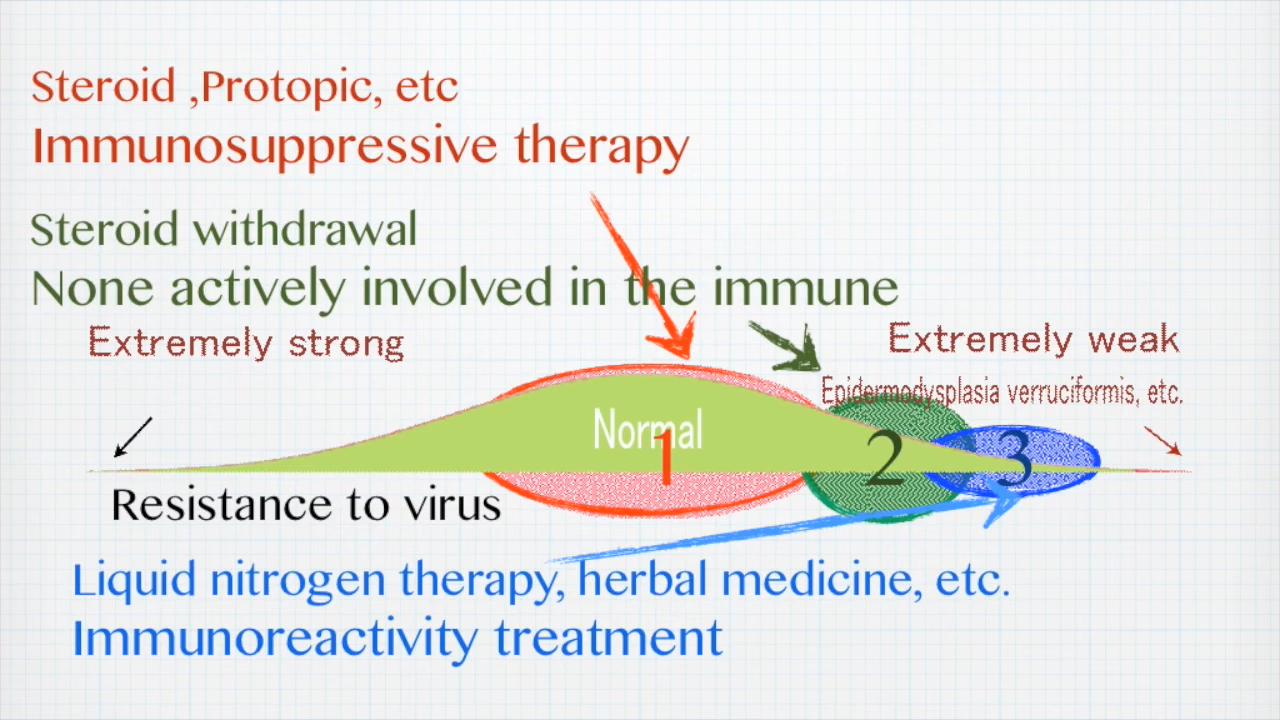 Steroid ,Protopic, etc
Immunosuppressive therapy
Steroid withdrawal
None actively involved in the immune
Extremely strong
Extremely weak
Epidermodysplasia verruciformis, etc.
Normal
1
2
3
Resistance to virus
Liquid nitrogen therapy, herbal medicine, etc.
Immunoreactivity treatment